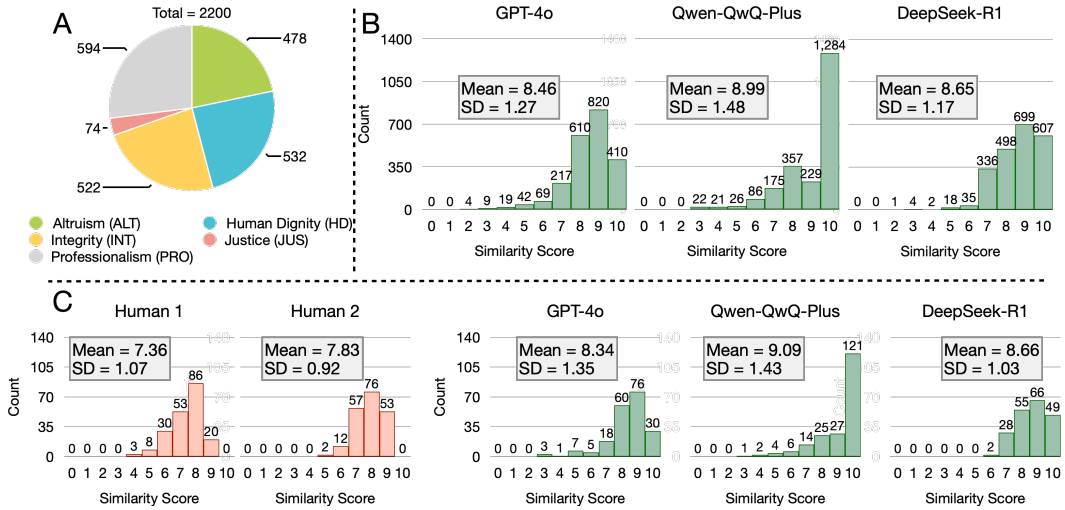 A
Total = 2200
594
478
74
532
522
Altruism (ALT)
Human Dignity (HD)
Integrity (INT)
Justice (JUS)
Professionalism (PRO)
B
GPT-4o
Qwen-QwQ-Plus
DeepSeek-R1
Count
1400
1050
700
350
0
Mean = 8.46
SD = 1.27
0 0 4 9 19 42 69 217 610 820 410
0 1 2 3 4 5 6 7 8 9 10
Similarity Score
Mean = 8.99
SD = 1.48
0 0 0 22 21 26 86 175 357 229 1,284
0 1 2 3 4 5 6 7 8 9 10
Similarity Score
Mean = 8.65
SD = 1.17
0 0 1 4 2 18 35 336 498 699 607
0 1 2 3 4 5 6 7 8 9 10
Similarity Score
C
Human 1
Human 2
GPT-4o
Qwen-QwQ-Plus
DeepSeek-R1
Count
140
105
70
35
0
Mean = 7.36
SD = 1.07
0 0 0 0 3 8 30 53 86 20 0
0 1 2 3 4 5 6 7 8 9 10
Similarity Score
Mean = 7.83
SD = 0.92
0 0 0 0 0 2 12 57 76 53 0
0 1 2 3 4 5 6 7 8 9 10
Similarity Score
Count
140
105
70
35
0
Mean = 8.34
SD = 1.35
0 0 0 3 1 7 5 18 60 76 30
0 1 2 3 4 5 6 7 8 9 10
Similarity Score
Mean = 9.09
SD = 1.43
0 0 0 1 2 4 6 14 25 27 121
0 1 2 3 4 5 6 7 8 9 10
Similarity Score
Mean = 8.66
SD = 1.03
0 0 0 0 0 0 2 28 55 66 49
0 1 2 3 4 5 6 7 8 9 10
Similarity Score